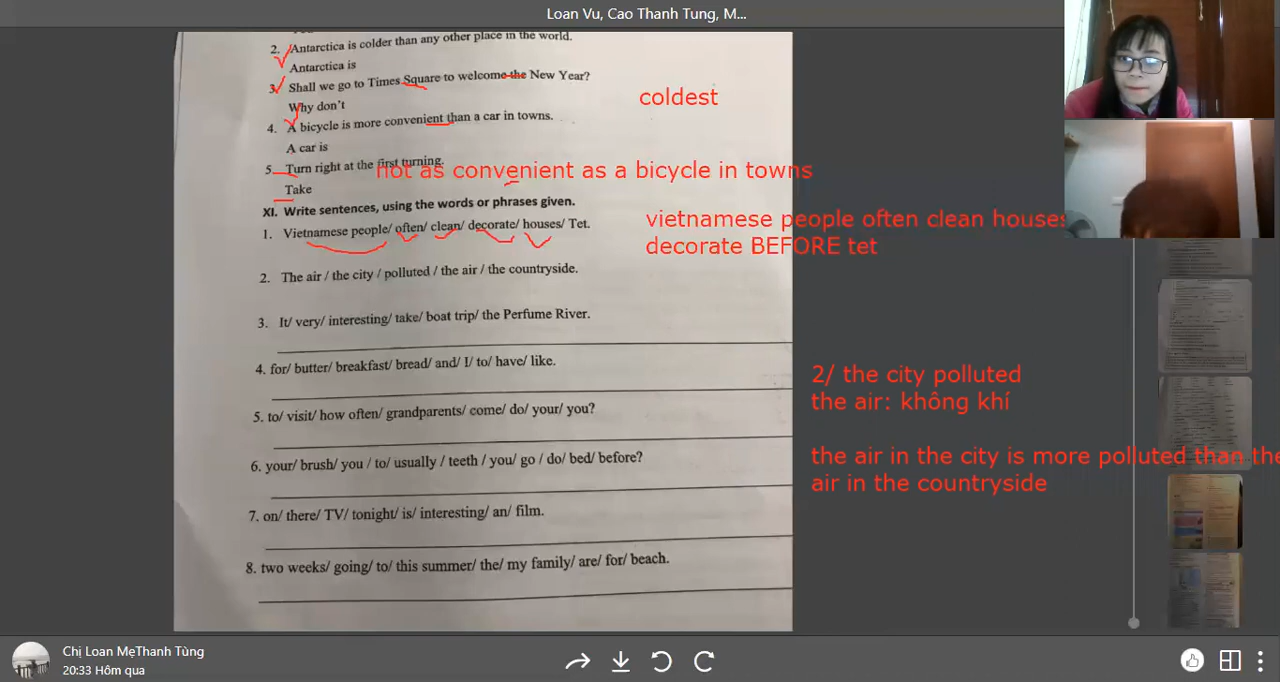 Loan Vu, Cao Thanh Tung, M...
2. Antarctica is colder than any other place in the world.
Antarctica is
3. Shall we go to Times Square to welcome the New Year?
Why don't
coldest
4. A bicycle is more convenient than a car in towns.
A car is
not as convenient as a bicycle in towns
5. Turn right at the first turning.
Take
XI. Write sentences, using the words or phrases given.
1. Vietnamese people/ often/ clean/ decorate/ houses/ Tet.
vietnamese people often clean houses
decorate BEFORE tet
2. The air / the city / polluted / the air / the countryside.
3. It/ very/ interesting/ take/ boat trip/ the Perfume River.
4. for/ butter/ breakfast/ bread/ and/ I/ to/ have/ like.
2/ the city polluted
the air: không khí
5. to/ visit/ how often/ grandparents/ come/ do/ your/ you?
the air in the city is more polluted than the
air in the countryside
6. your/ brush/ you / to/ usually / teeth / you/ go / do/ bed/ before?
7. on/ there/ TV/ tonight/ is/ interesting/ an/ film.
8. two weeks/ going/ to/ this summer/ the/ my family/ are/ for/ beach.
Chị Loan MẹThanh Tùng
20:33 Hôm qua